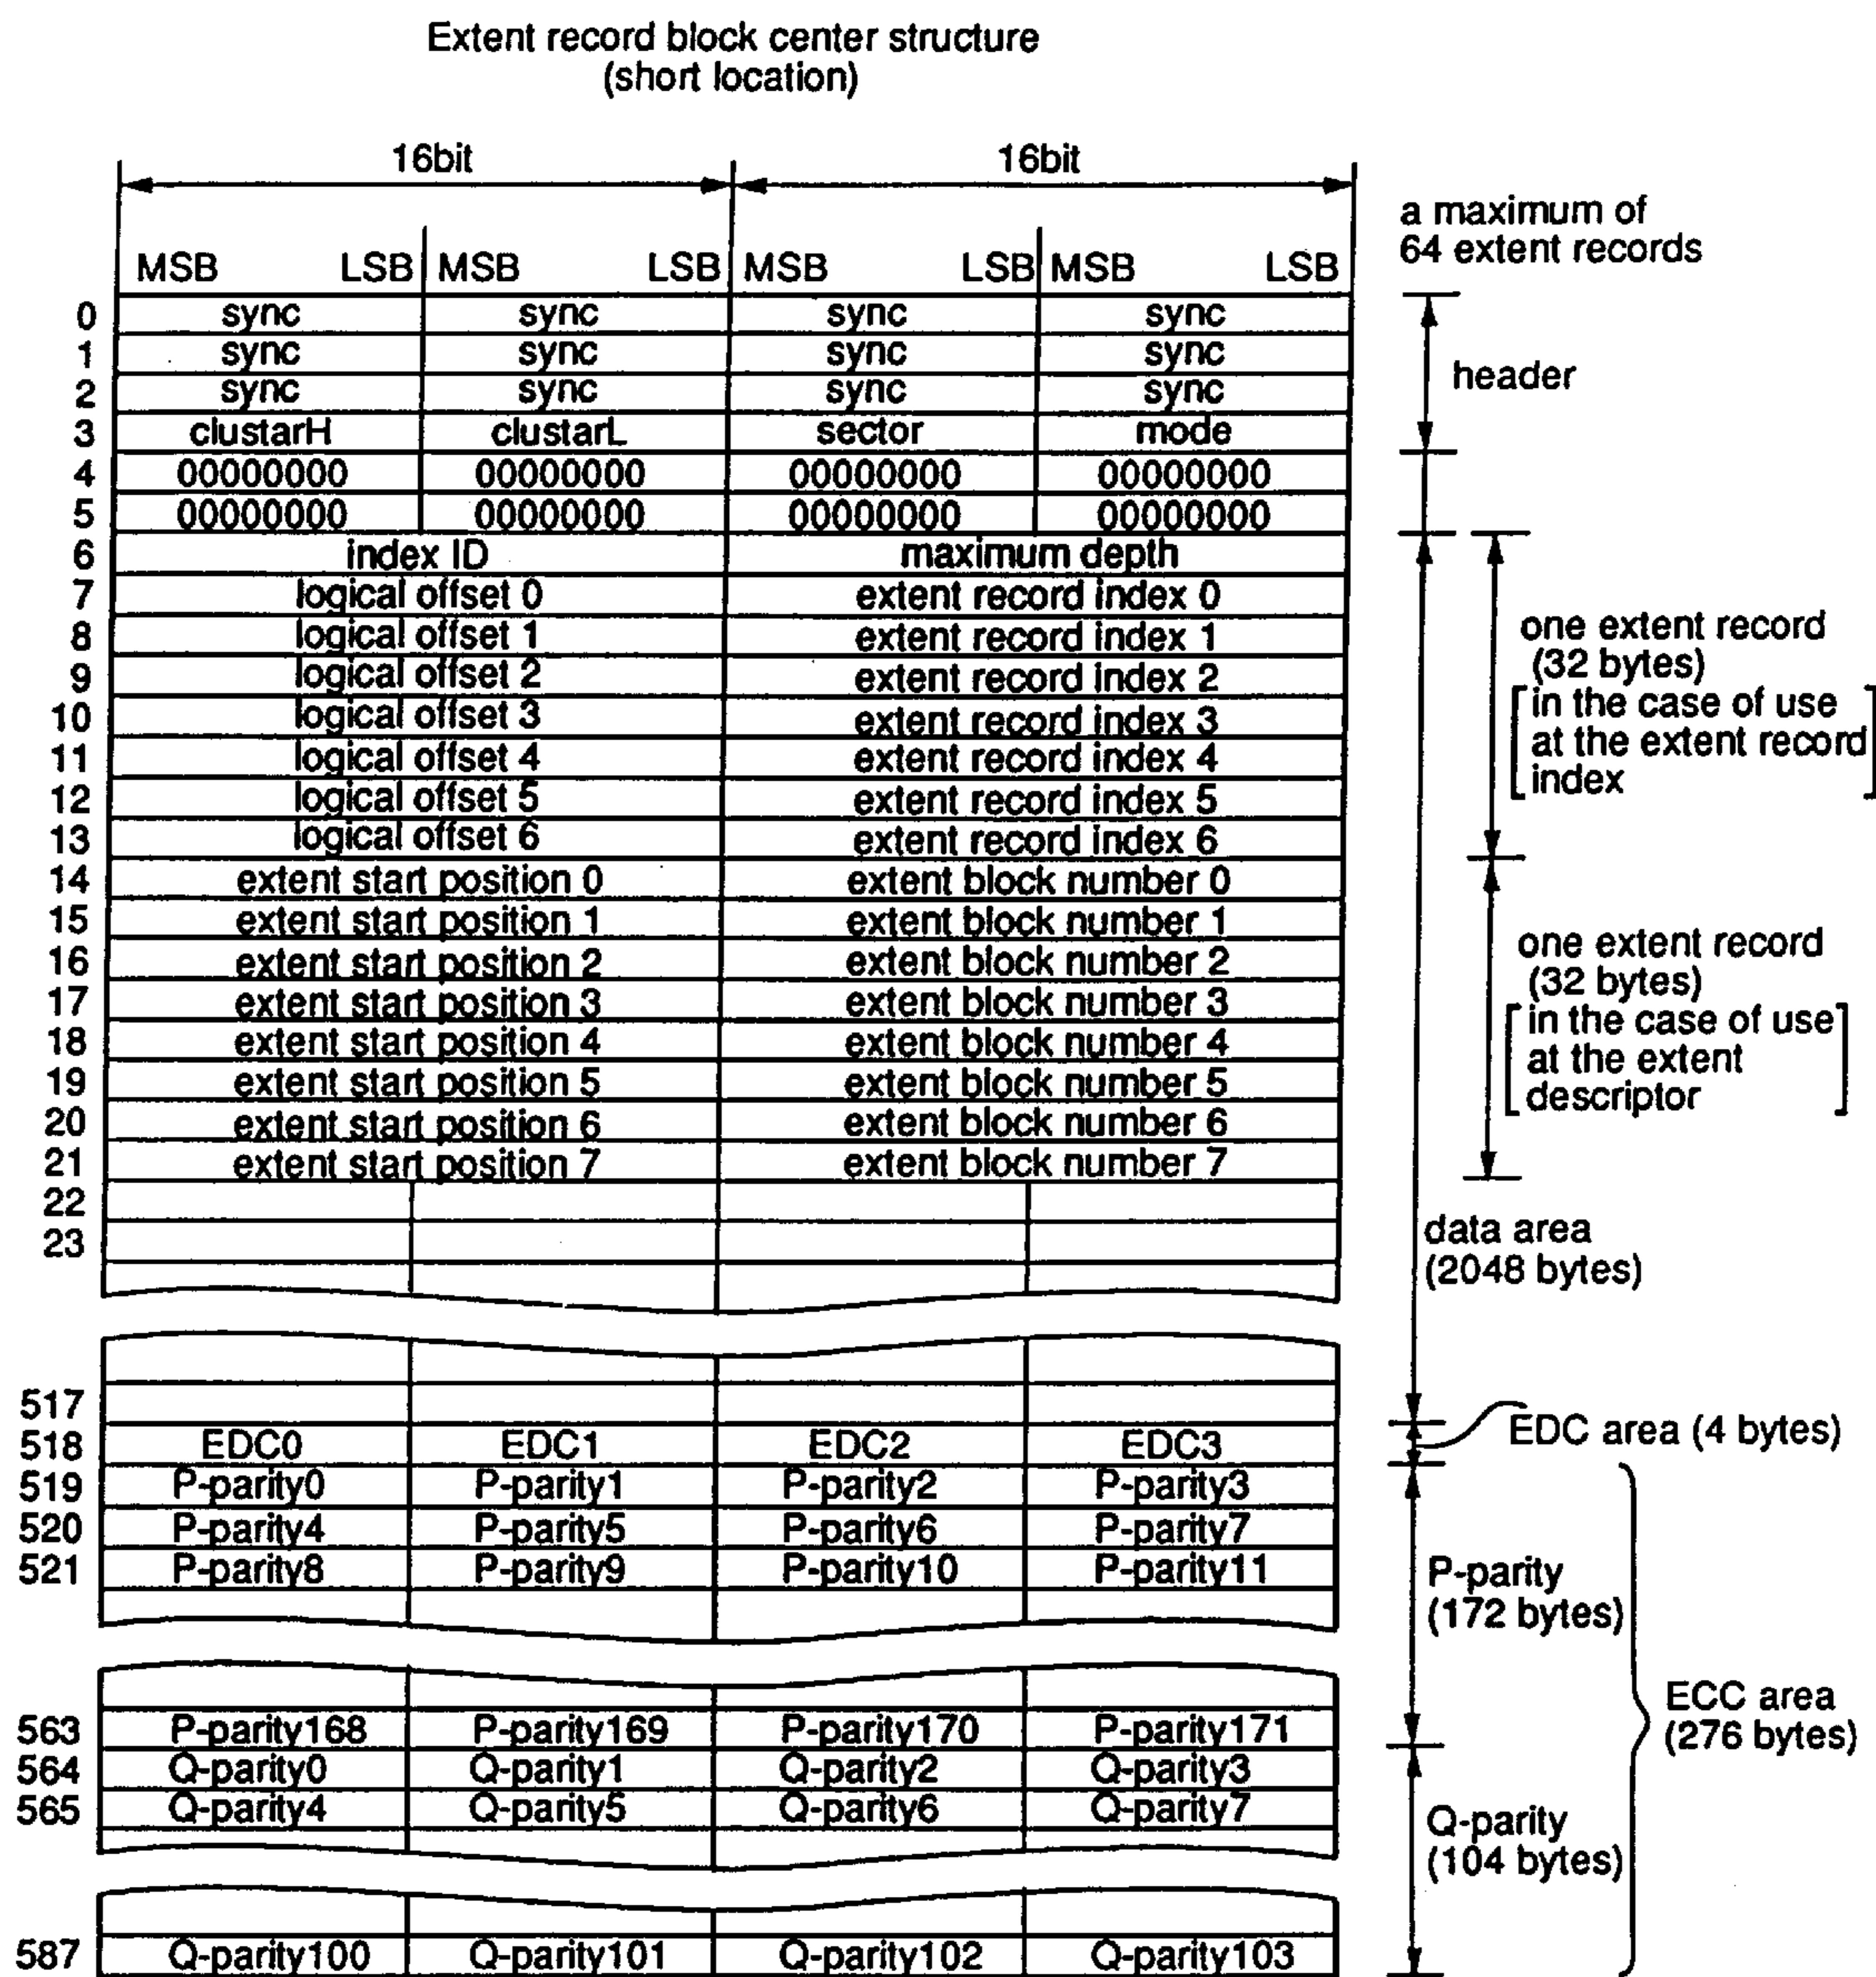 Extent record block center structure
(short location)
16bit 16bit
a maximum of
64 extent records
MSB LSB MSB LSB MSB LSB MSB LSB
0 sync sync sync sync
1 sync sync sync sync
2 sync sync sync sync
header
3 clustarH clustarL sector mode
4 00000000 00000000 00000000 00000000
5 00000000 00000000 00000000 00000000
6 index ID maximum depth
7 logical offset 0 extent record index 0
8 logical offset 1 extent record index 1
9 logical offset 2 extent record index 2
10 logical offset 3 extent record index 3
11 logical offset 4 extent record index 4
12 logical offset 5 extent record index 5
13 logical offset 6 extent record index 6
one extent record
(32 bytes)
[in the case of use
at the extent record
index]
14 extent start position 0 extent block number 0
15 extent start position 1 extent block number 1
16 extent start position 2 extent block number 2
17 extent start position 3 extent block number 3
18 extent start position 4 extent block number 4
19 extent start position 5 extent block number 5
20 extent start position 6 extent block number 6
21 extent start position 7 extent block number 7
one extent record
(32 bytes)
[in the case of use
at the extent
descriptor]
22
23
data area
(2048 bytes)
517
518 EDC0 EDC1 EDC2 EDC3
EDC area (4 bytes)
519 P-parity0 P-parity1 P-parity2 P-parity3
520 P-parity4 P-parity5 P-parity6 P-parity7
521 P-parity8 P-parity9 P-parity10 P-parity11
P-parity
(172 bytes)
563 P-parity168 P-parity169 P-parity170 P-parity171
564 Q-parity0 Q-parity1 Q-parity2 Q-parity3
565 Q-parity4 Q-parity5 Q-parity6 Q-parity7
ECC area
(276 bytes)
Q-parity
(104 bytes)
587 Q-parity100 Q-parity101 Q-parity102 Q-parity103